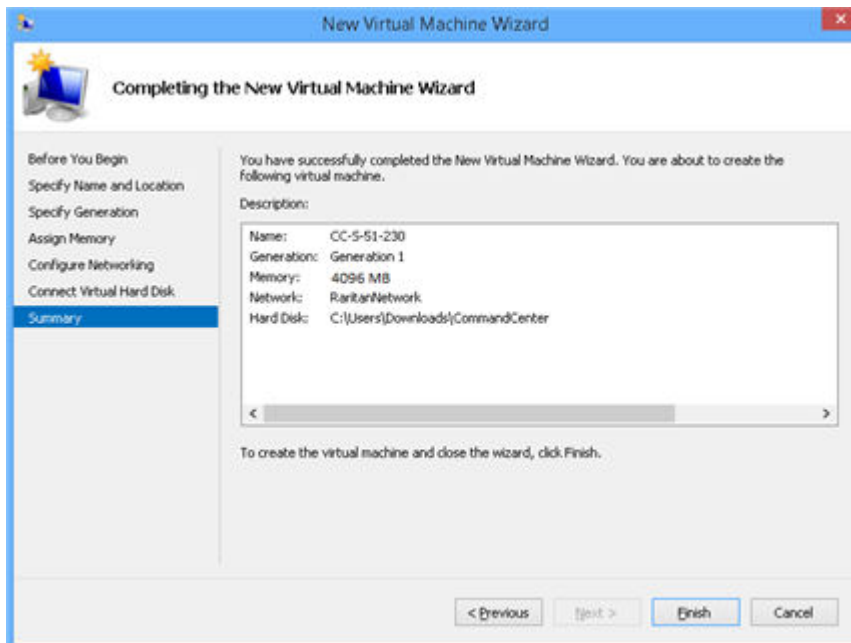 New Virtual Machine Wizard
Completing the New Virtual Machine Wizard
Before You Begin
Specify Name and Location
Specify Generation
Assign Memory
Configure Networking
Connect Virtual Hard Disk
Summary
You have successfully completed the New Virtual Machine Wizard. You are about to create the
following virtual machine.
Description:
Name: CC-S-51-230
Generation: Generation 1
Memory: 4096 MB
Network: RaritanNetwork
Hard Disk: C:\Users\Downloads\CommandCenter
To create the virtual machine and close the wizard, click Finish.
< Previous Next > Finish Cancel